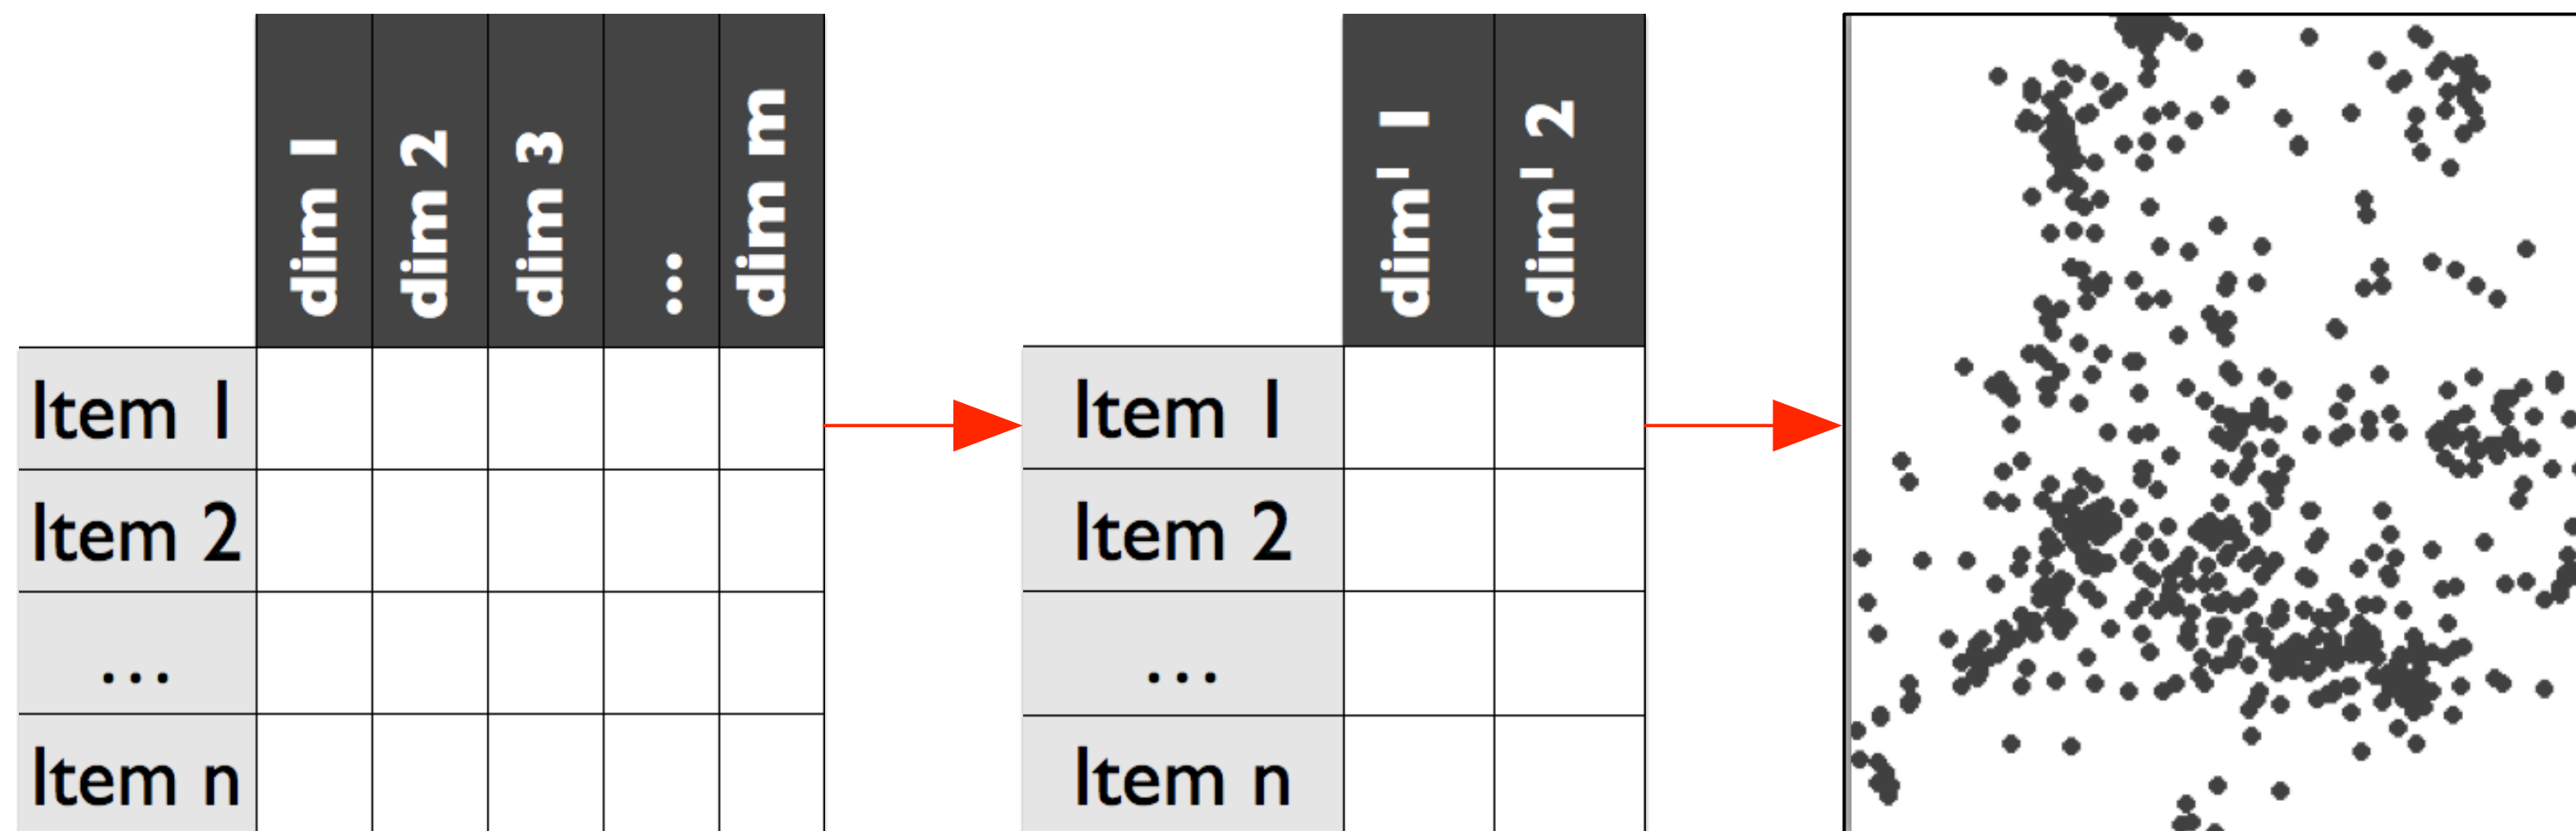 dim 1
dim 2
dim 3
...
dim m
Item 1
Item 2
...
Item n
dim' 1
dim' 2
Item 1
Item 2
...
Item n